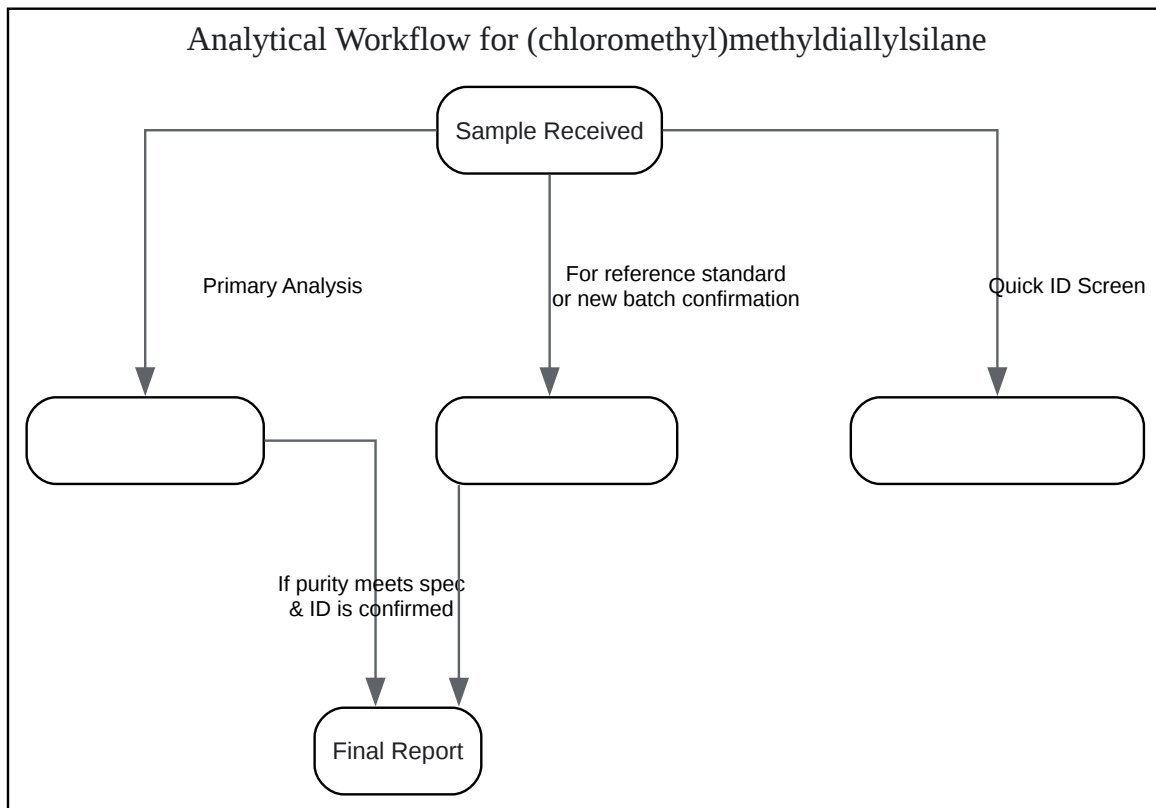 Analytical Workflow for (chloromethyl)methyldiallylsilane
Sample Received
Primary Analysis
For reference standard
or new batch confirmation
Quick ID Screen
If purity meets spec
& ID is confirmed
Final Report